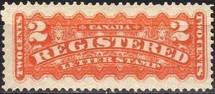 CANADA
2 REGISTERED 2
LETTER STAMP
TWO CENTS
TWO CENTS